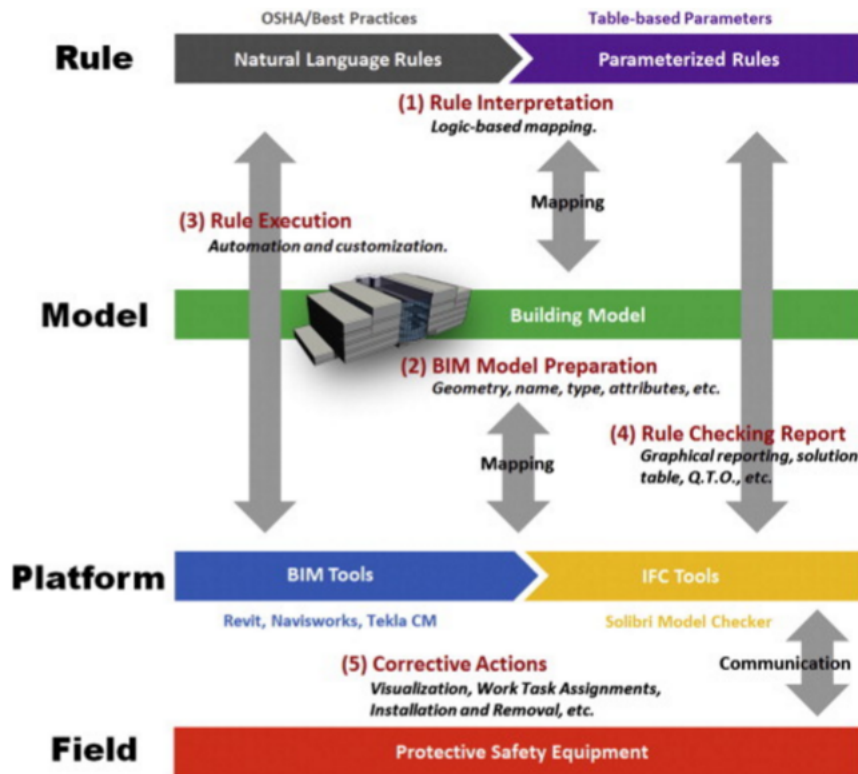 OSHA/Best Practices
Table-based Parameters
Rule
Natural Language Rules
Parameterized Rules
(1) Rule Interpretation
Logic-based mapping.
Mapping
(3) Rule Execution
Automation and customization.
Model
Building Model
(2) BIM Model Preparation
Geometry, name, type, attributes, etc.
(4) Rule Checking Report
Graphical reporting, solution
table, Q.T.O., etc.
Mapping
Platform
BIM Tools
IFC Tools
Revit, Navisworks, Tekla CM
Solibri Model Checker
(5) Corrective Actions
Communication
Visualization, Work Task Assignments,
Installation and Removal, etc.
Field
Protective Safety Equipment